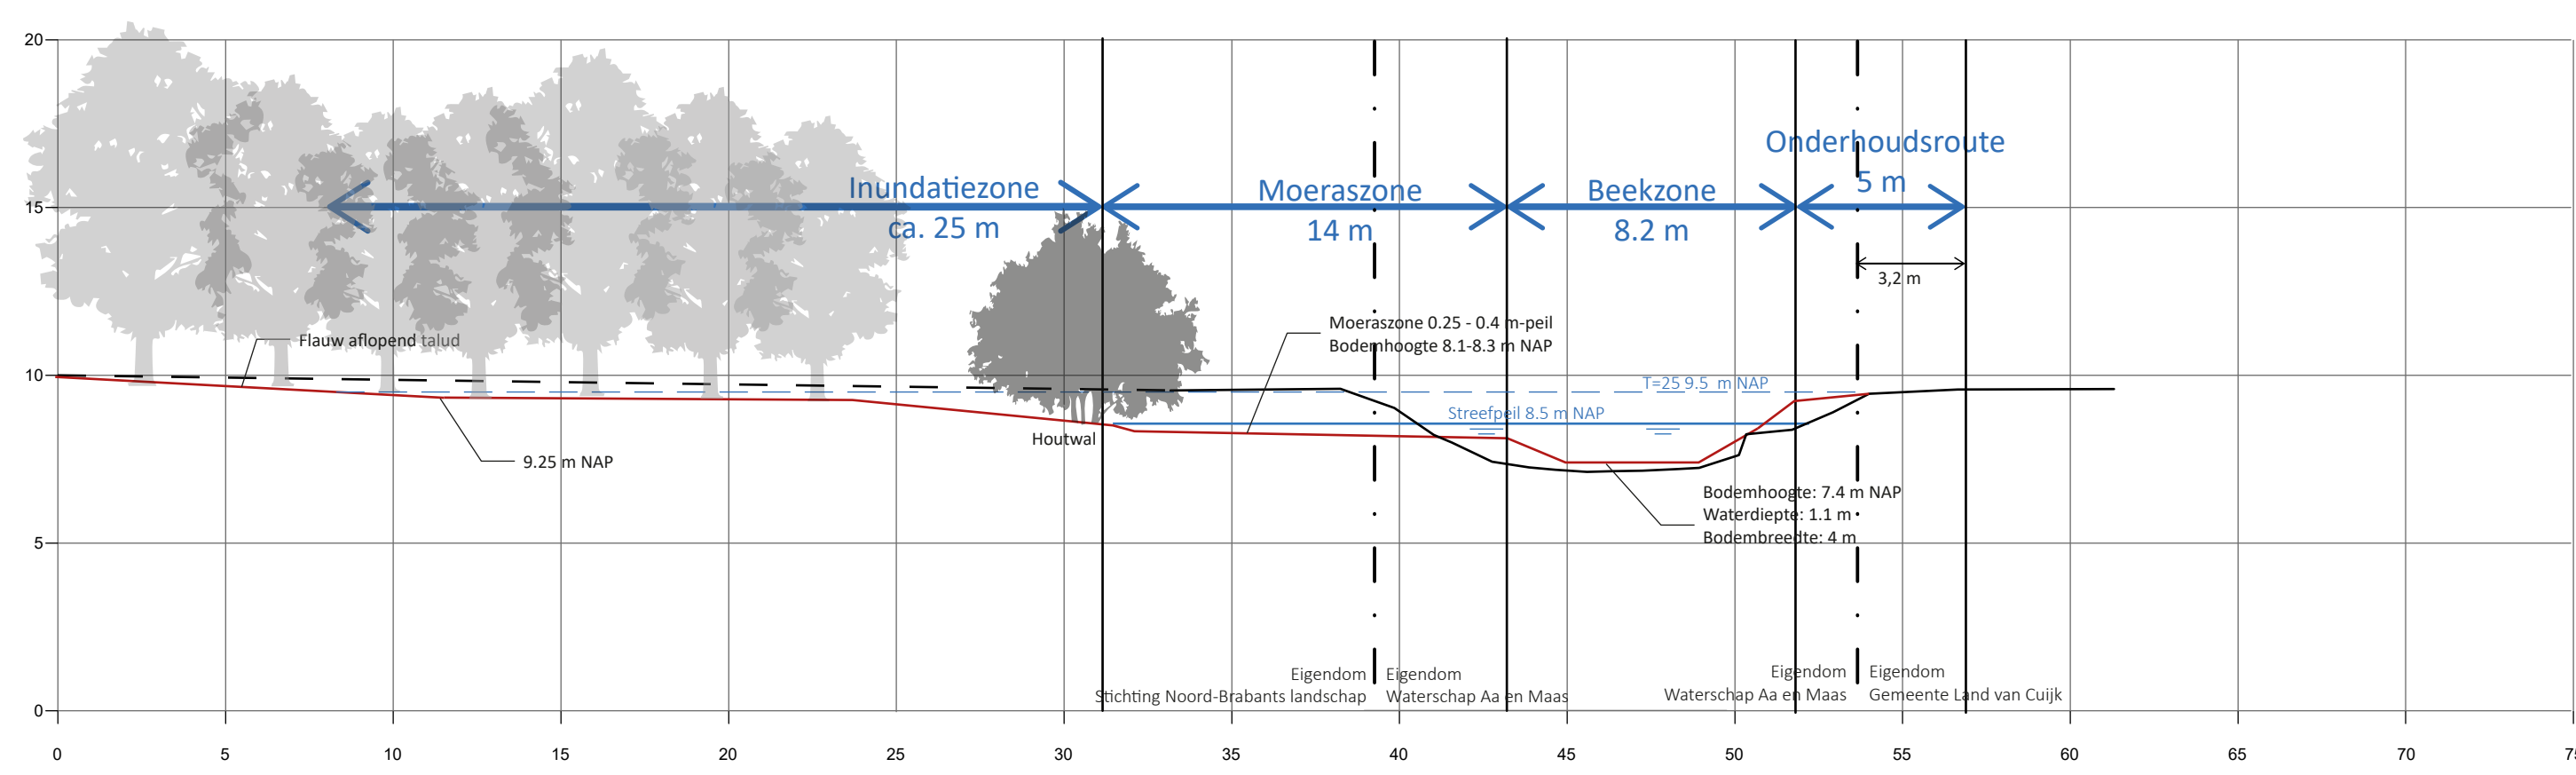 20
15
10
5
0
Inundatiezone
ca. 25 m
Moeraszone
14 m
Beekzone
8.2 m
Onderhoudsroute
5 m
3,2 m
Flauw aflopend talud
9.25 m NAP
Houtwal
Moeraszone 0.25 - 0.4 m-peil
Bodemhoogte 8.1-8.3 m NAP
T=25 9.5 m NAP
Streefpeil 8.5 m NAP
Bodemhoogte: 7.4 m NAP
Waterdiepte: 1.1 m
Bodembreedte: 4 m
Eigendom
Stichting Noord-Brabants landschap
Eigendom
Waterschap Aa en Maas
Eigendom
Waterschap Aa en Maas
Eigendom
Gemeente Land van Cuijk
0 5 10 15 20 25 30 35 40 45 50 55 60 65 70